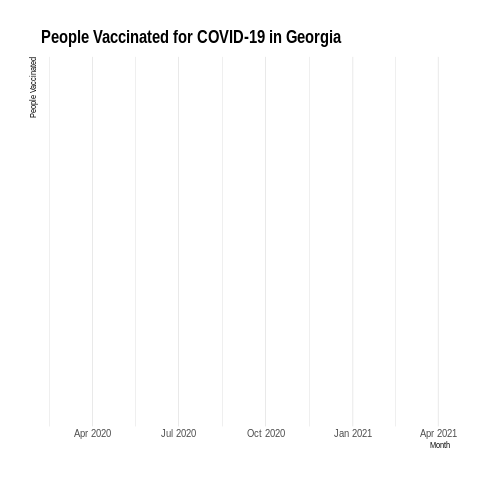 People Vaccinated for COVID-19 in Georgia
People Vaccinated
Apr 2020 Jul 2020 Oct 2020 Jan 2021 Apr 2021
Month